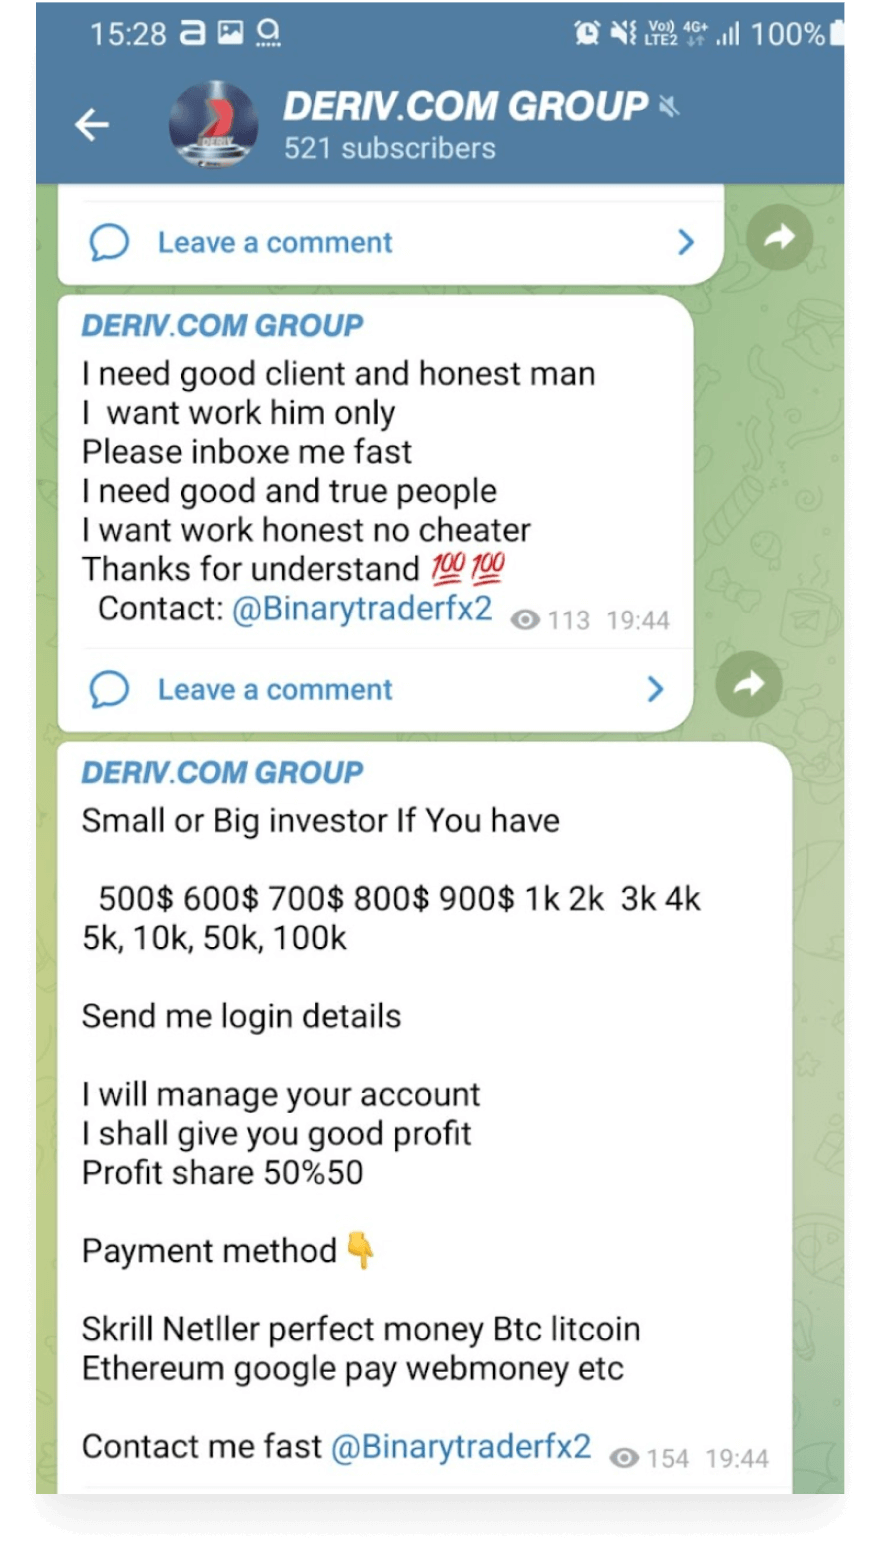 15:28 Vo)) LTE2 4G+ 100%
DERIV.COM GROUP
521 subscribers
Leave a comment
DERIV.COM GROUP
I need good client and honest man
I  want work him only
Please inboxe me fast
I need good and true people
I want work honest no cheater
Thanks for understand 💯💯
Contact: @Binarytraderfx2 113 19:44
Leave a comment
DERIV.COM GROUP
Small or Big investor If You have
500$ 600$ 700$ 800$ 900$ 1k 2k  3k 4k
5k, 10k, 50k, 100k
Send me login details
I will manage your account
I shall give you good profit
Profit share 50%50
Payment method 👇
Skrill Netller perfect money Btc litcoin
Ethereum google pay webmoney etc
Contact me fast @Binarytraderfx2 154 19:44